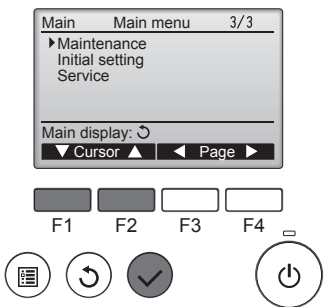 Main Main menu 3/3
Maintenance
Initial setting
Service
Main display:
Cursor Page
F1 F2 F3 F4